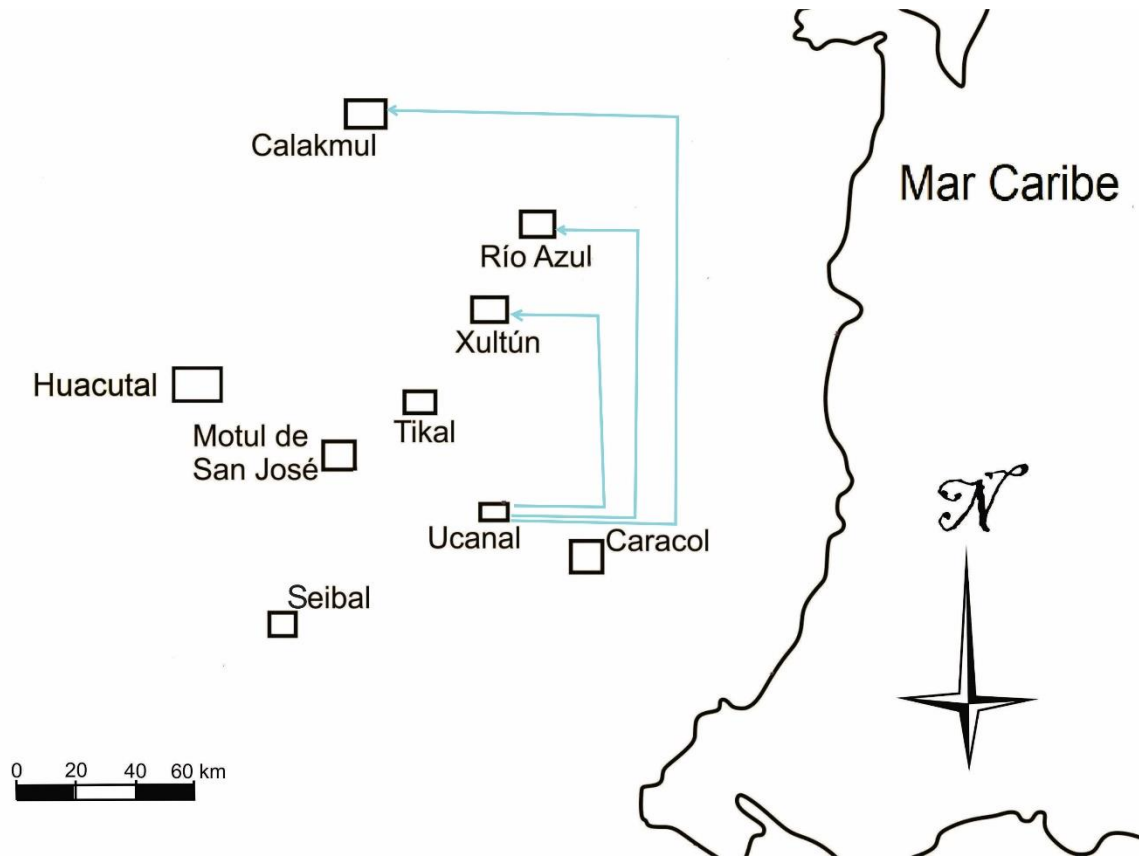 Calakmul
Mar Caribe
Río Azul
Xultún
Huacutal
Tikal
Motul de
San José
Ucanal
Caracol
Seibal
N
0 20 40 60 km